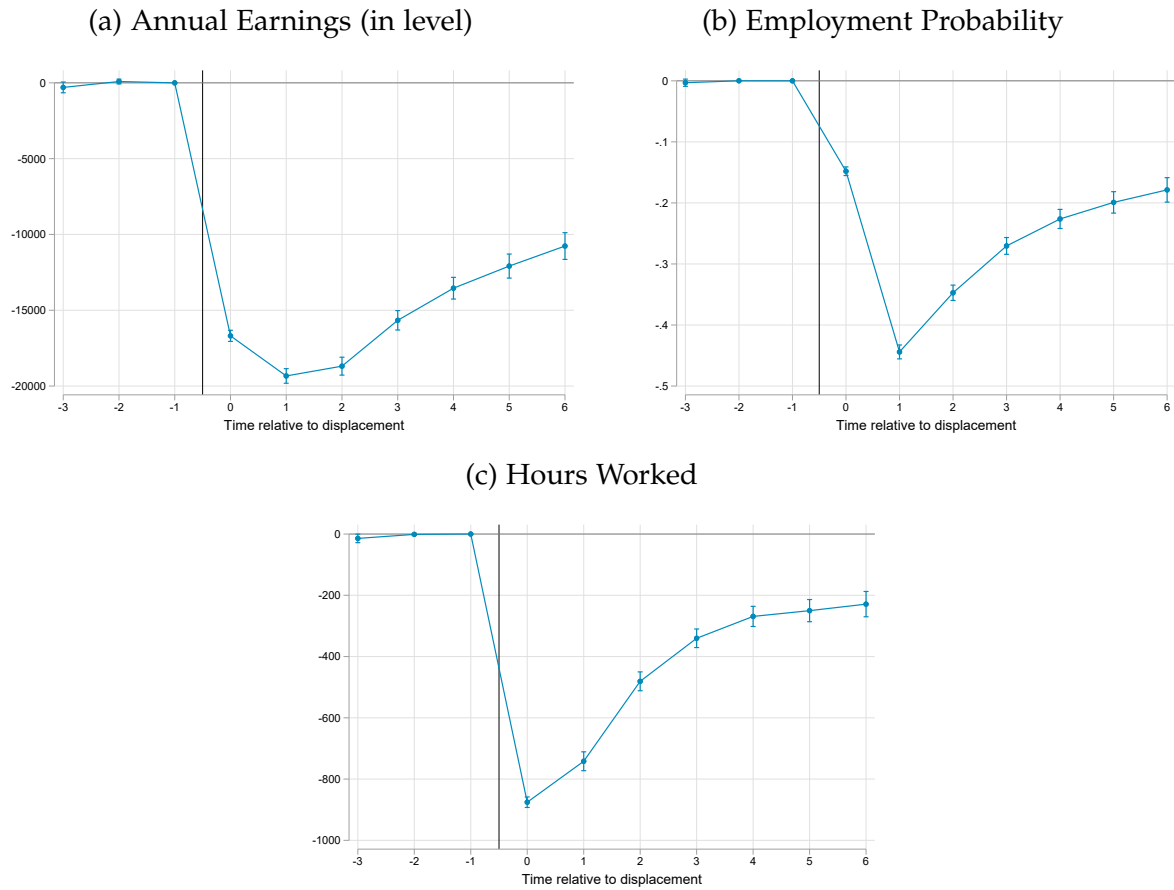 (a) Annual Earnings (in level)
0
-5000
-10000
-15000
-20000
-3 -2 -1 0 1 2 3 4 5 6
Time relative to displacement
(b) Employment Probability
0
-.1
-.2
-.3
-.4
-.5
-3 -2 -1 0 1 2 3 4 5 6
Time relative to displacement
(c) Hours Worked
0
-200
-400
-600
-800
-1000
-3 -2 -1 0 1 2 3 4 5 6
Time relative to displacement